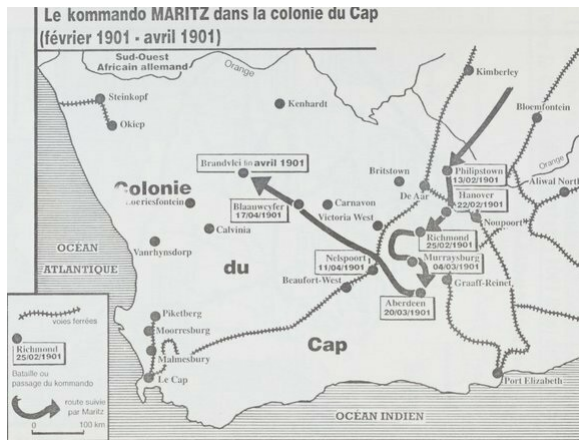 Le kommando MARITZ dans la colonie du Cap
(février 1901 - avril 1901)
Sud-Ouest
Africain allemand
Orange
Kimberley
Steinkopf
Okiep
Kenhardt
Bloemfontein
Brandvlei fin avril 1901
Britstown
Philipstown
13/02/1901
Orange
Aliwal North
Colonie
Loeriesfontein
Blaauwcyfer
17/04/1901
Carnavon
De Aar
Hanover
22/02/1901
Noupoort
Victoria West
Calvinia
Richmond
25/02/1901
Vanrhynsdorp
du
Nelspoort
11/04/1901
Murraysburg
04/03/1901
OCÉAN
ATLANTIQUE
Beaufort-West
Graaff-Reinet
Aberdeen
20/03/1901
Piketberg
Moorresburg
Malmesbury
Le Cap
Cap
Port Elizabeth
OCÉAN INDIEN
voies ferrées
Richmond
25/02/1901
Bataille ou
passage du kommando
route suivie
par Maritz
0 100 km